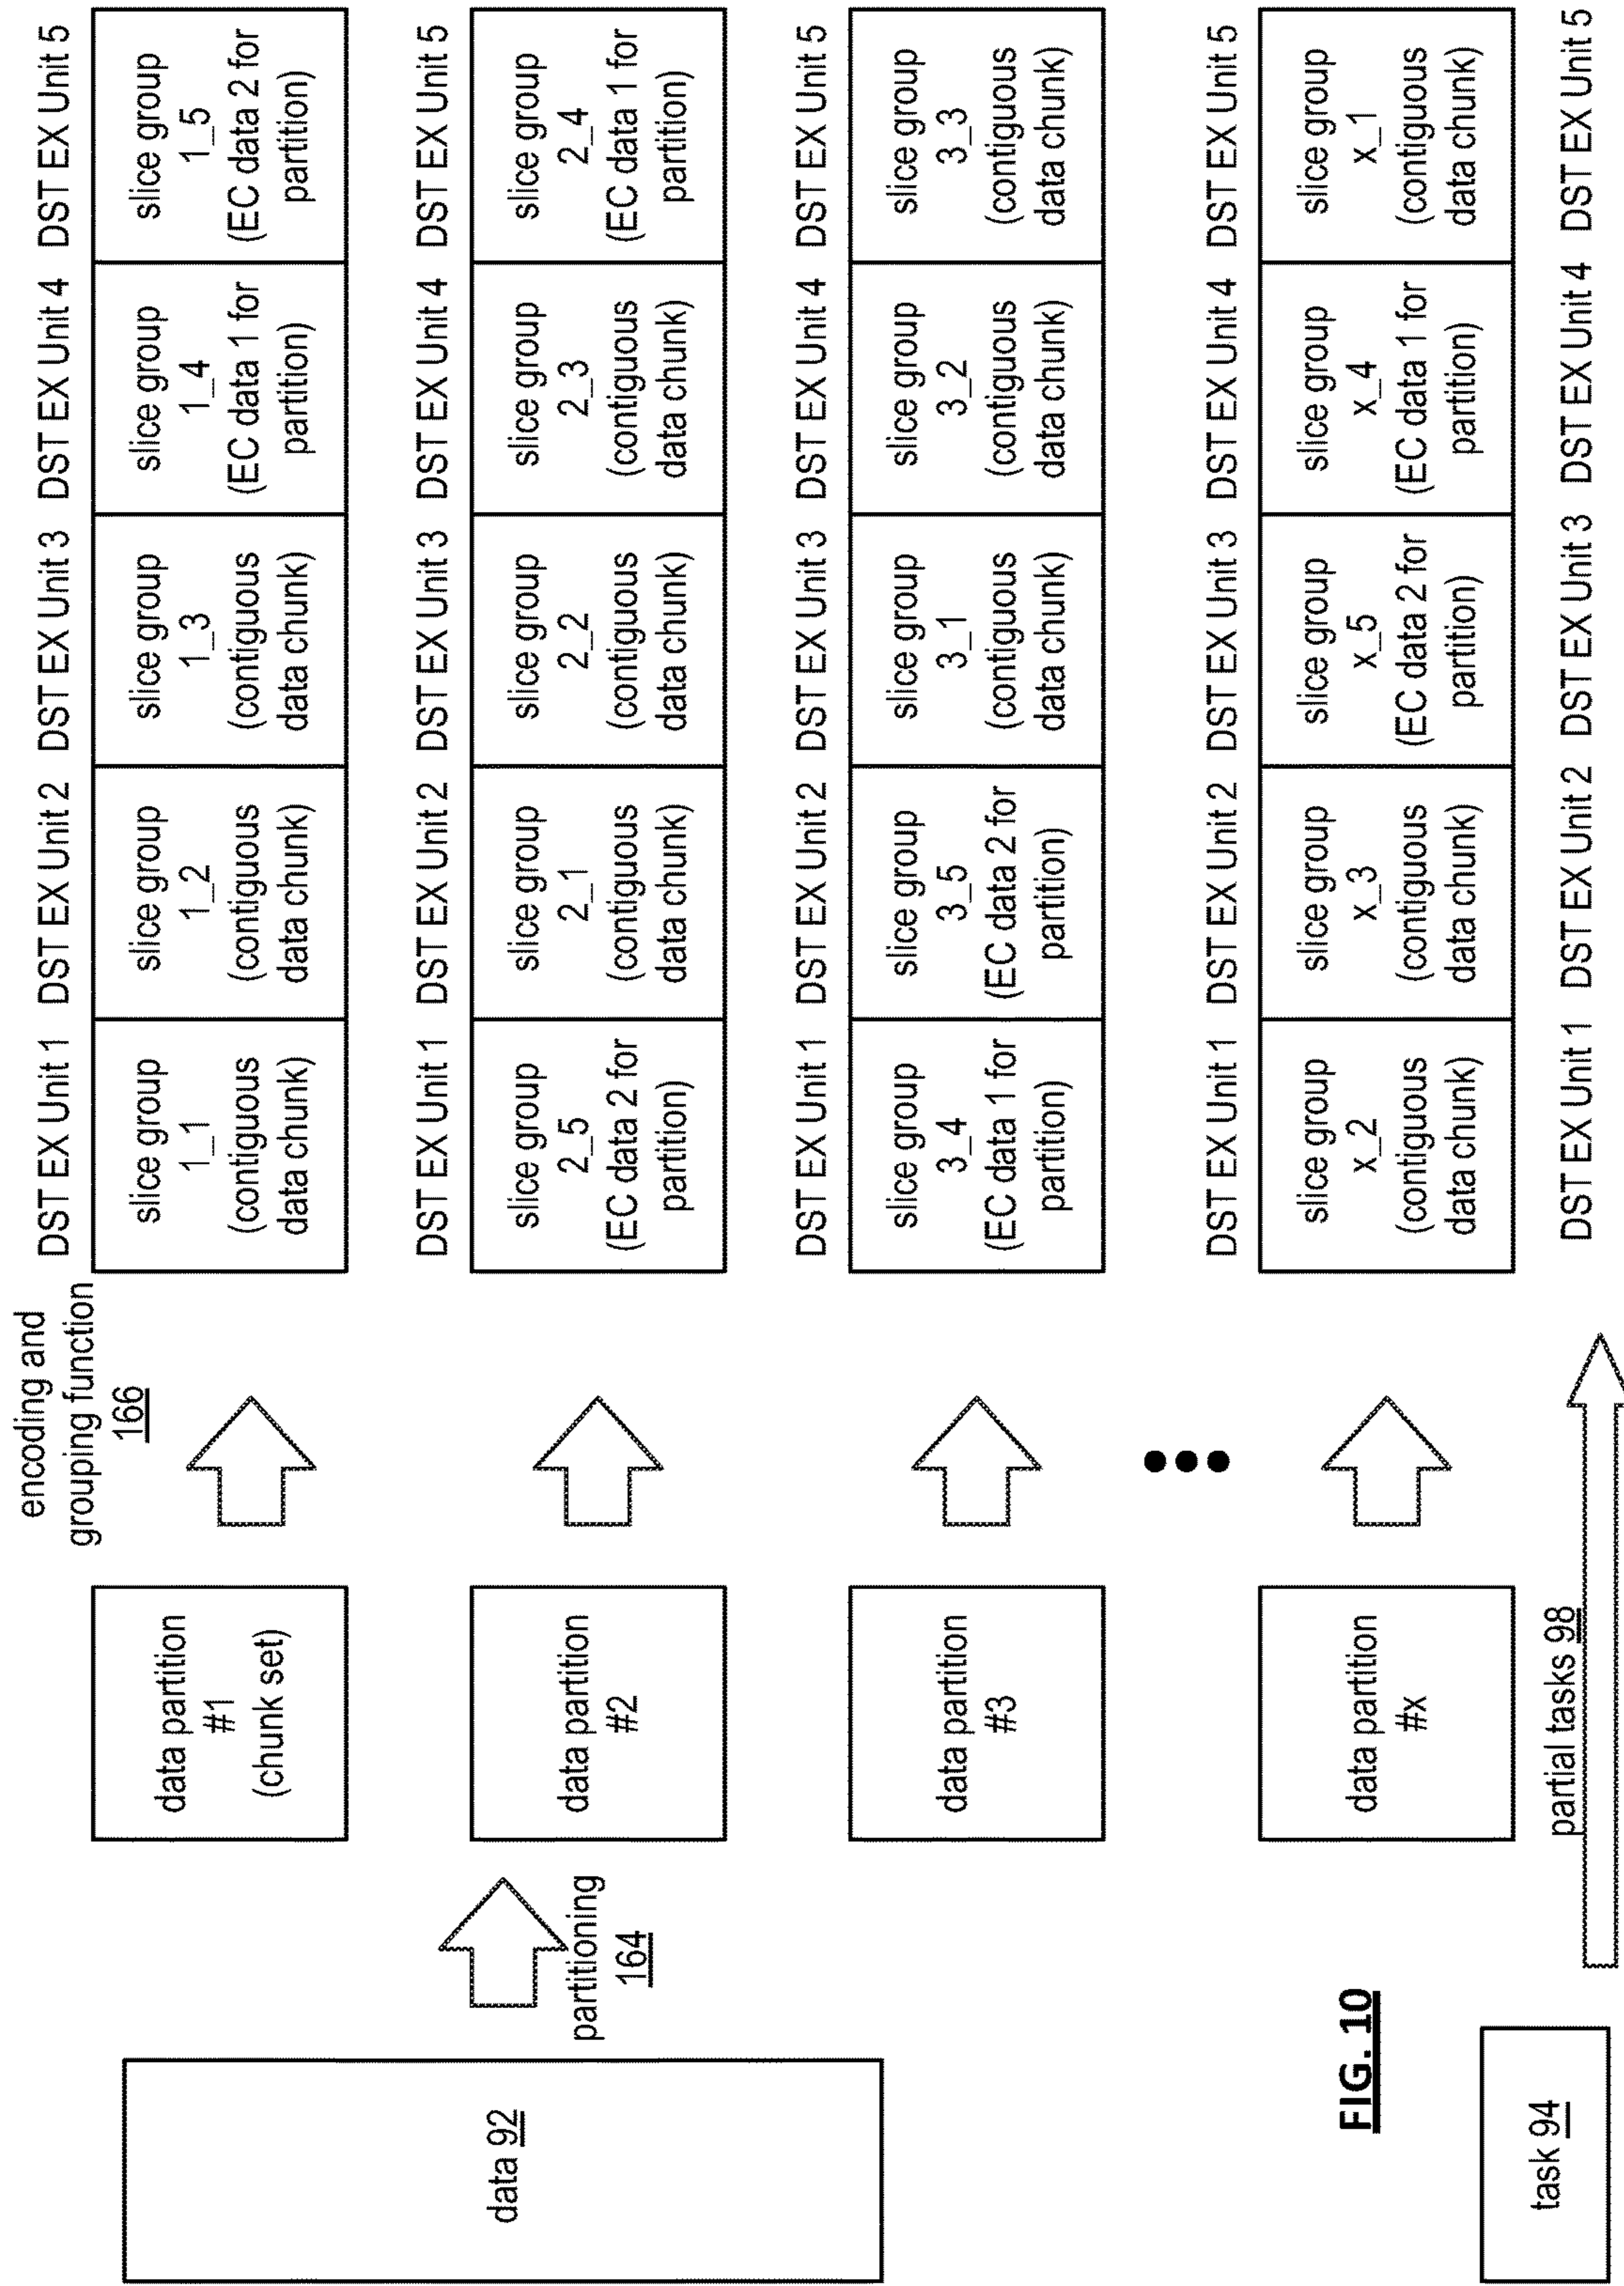 data 92
partitioning
164
data partition
#1
(chunk set)
data partition
#2
data partition
#3
data partition
#x
encoding and
grouping function
166
DST EX Unit 1 DST EX Unit 2 DST EX Unit 3 DST EX Unit 4 DST EX Unit 5
slice group
1_1
(contiguous
data chunk)
slice group
1_2
(contiguous
data chunk)
slice group
1_3
(contiguous
data chunk)
slice group
1_4
(EC data 1 for
partition)
slice group
1_5
(EC data 2 for
partition)
DST EX Unit 1 DST EX Unit 2 DST EX Unit 3 DST EX Unit 4 DST EX Unit 5
slice group
2_5
(EC data 2 for
partition)
slice group
2_1
(contiguous
data chunk)
slice group
2_2
(contiguous
data chunk)
slice group
2_3
(contiguous
data chunk)
slice group
2_4
(EC data 1 for
partition)
DST EX Unit 1 DST EX Unit 2 DST EX Unit 3 DST EX Unit 4 DST EX Unit 5
slice group
3_4
(EC data 1 for
partition)
slice group
3_5
(EC data 2 for
partition)
slice group
3_1
(contiguous
data chunk)
slice group
3_2
(contiguous
data chunk)
slice group
3_3
(contiguous
data chunk)
DST EX Unit 1 DST EX Unit 2 DST EX Unit 3 DST EX Unit 4 DST EX Unit 5
slice group
x_2
(contiguous
data chunk)
slice group
x_3
(contiguous
data chunk)
slice group
x_5
(EC data 2 for
partition)
slice group
x_4
(EC data 1 for
partition)
slice group
x_1
(contiguous
data chunk)
FIG. 10
task 94
partial tasks 98
DST EX Unit 1 DST EX Unit 2 DST EX Unit 3 DST EX Unit 4 DST EX Unit 5